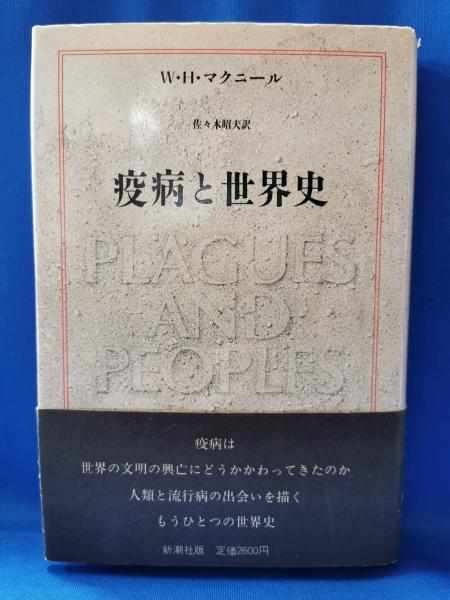 W・H・マクニール
佐々木昭夫訳
疫病と世界史
PLAGUES
AND
PEOPLES
疫病は
世界の文明の興亡にどうかかわってきたのか
人類と流行病の出会いを描く
もうひとつの世界史
新潮社版 定価2600円